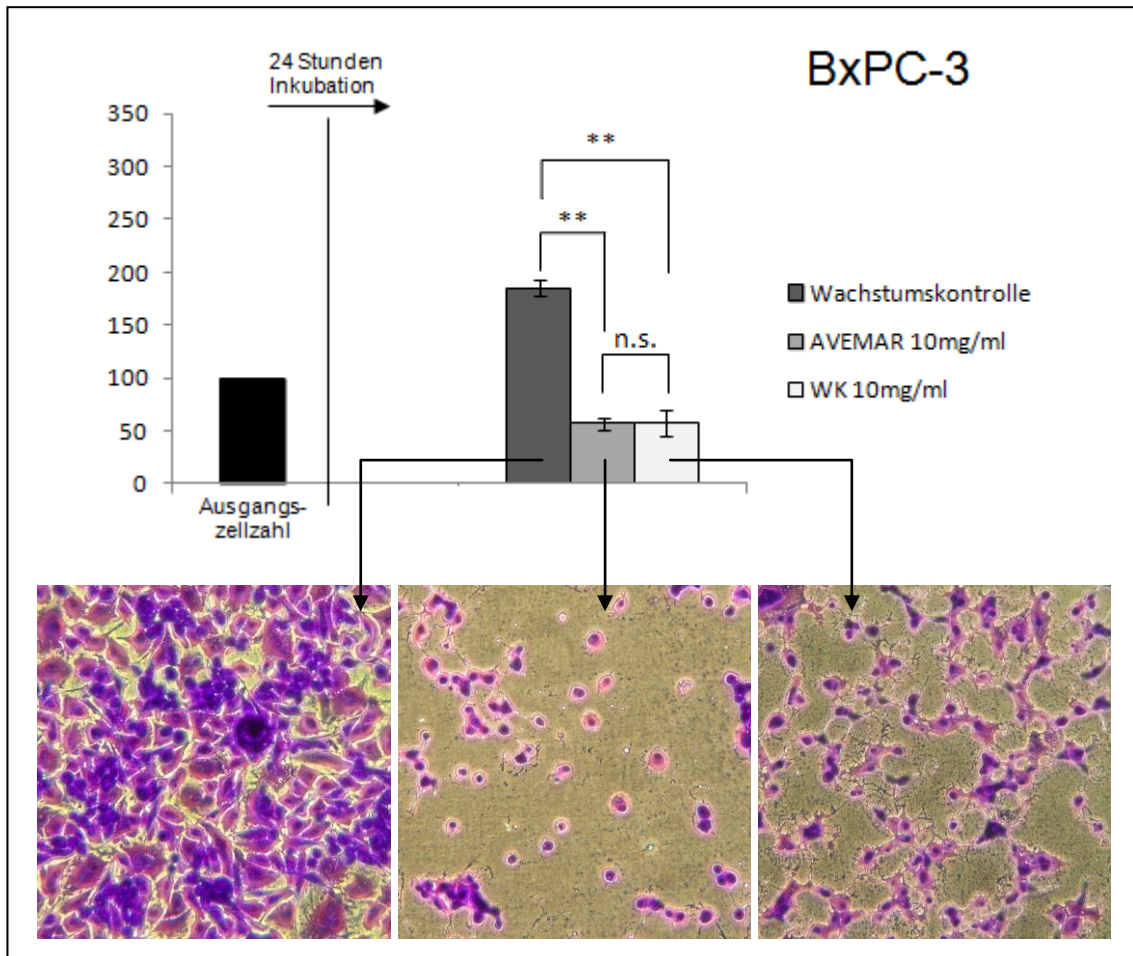 24 Stunden
Inkubation
BxPC-3
350
300
250
200
150
100
50
0
**
**
n.s.
Ausgangs-
zellzahl
Wachstumskontrolle
AVEMAR 10mg/ml
WK 10mg/ml